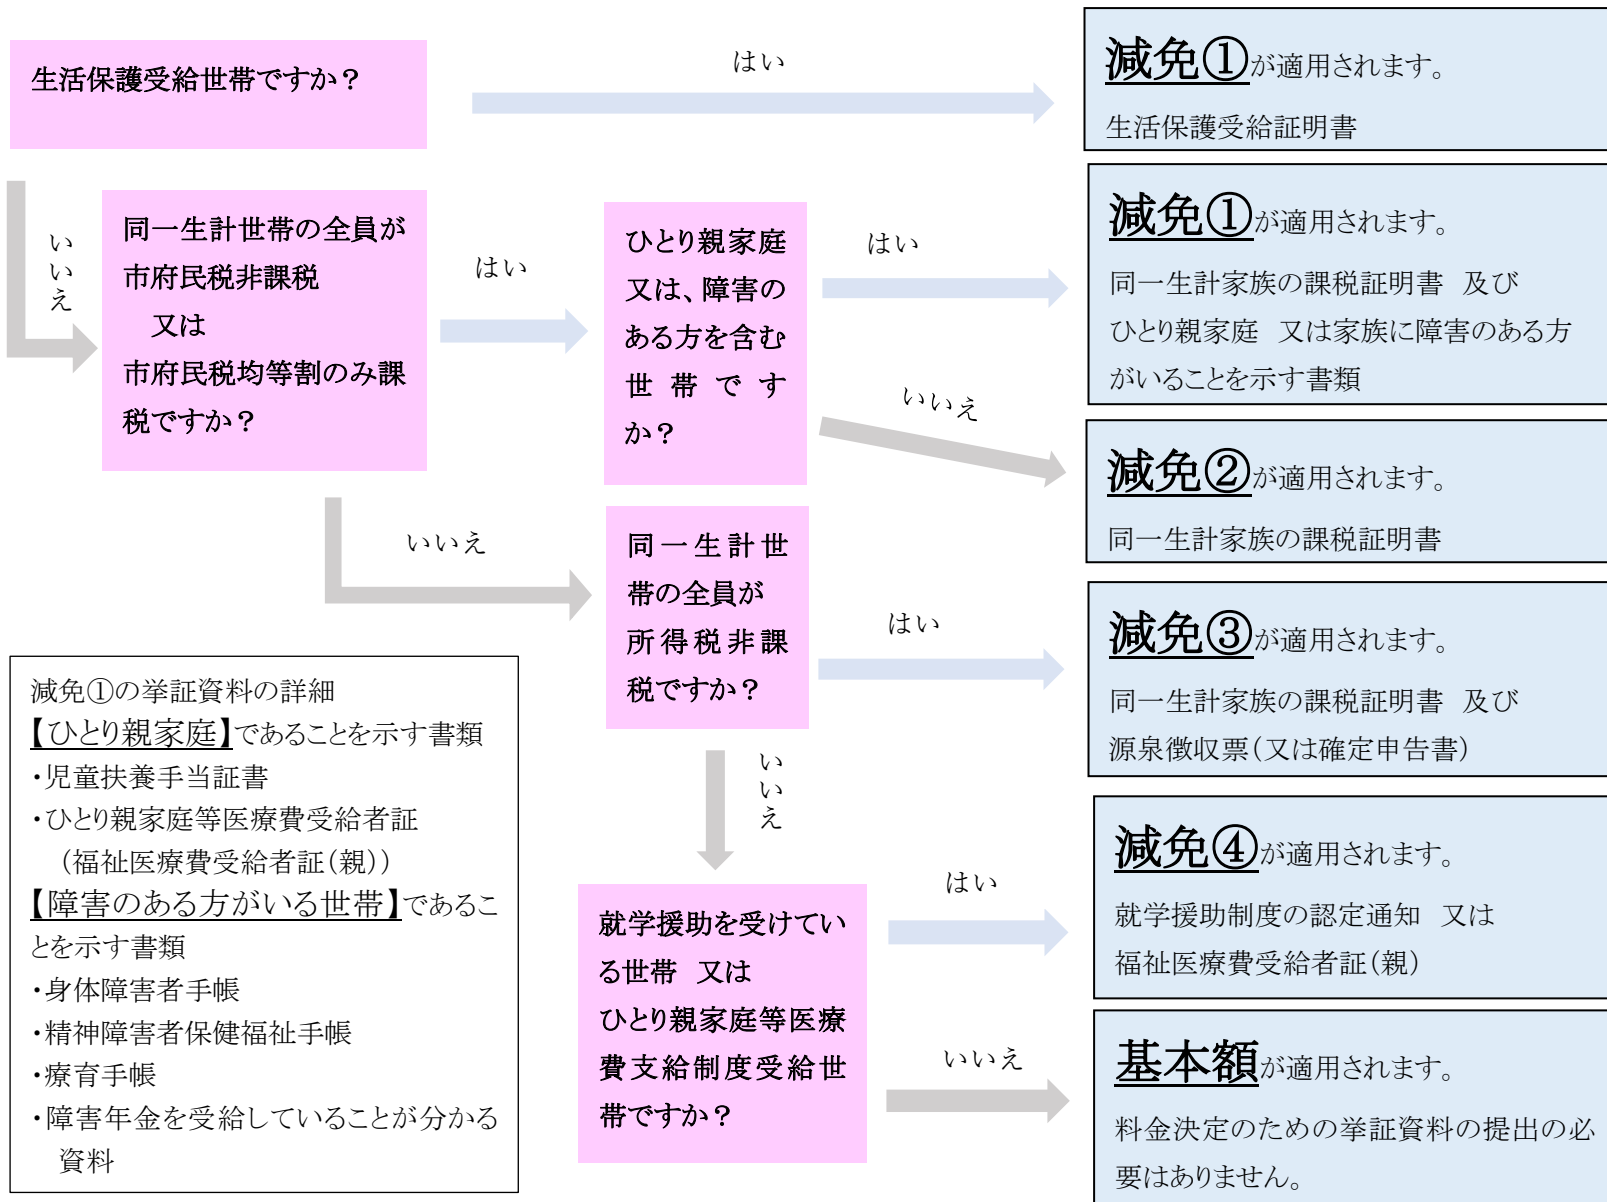 生活保護受給世帯ですか？
はい
減免①が適用されます。
生活保護受給証明書
いいえ
同一生計世帯の全員が
市府民税非課税
又は
市府民税均等割のみ課
税ですか？
はい
ひとり親家庭
又は、障害の
ある方を含む
世帯です
か？
はい
減免①が適用されます。
同一生計家族の課税証明書 及び
ひとり親家庭 又は家族に障害のある方
がいることを示す書類
いいえ
減免②が適用されます。
同一生計家族の課税証明書
いいえ
同一生計世
帯の全員が
所得税非課
税ですか？
はい
減免③が適用されます。
同一生計家族の課税証明書 及び
源泉徴収票(又は確定申告書)
いいえ
就学援助を受けてい
る世帯 又は
ひとり親家庭等医療
費支給制度受給世
帯ですか？
はい
減免④が適用されます。
就学援助制度の認定通知 又は
福祉医療費受給者証(親)
いいえ
基本額が適用されます。
料金決定のための挙証資料の提出の必
要はありません。
減免①の挙証資料の詳細
【ひとり親家庭】であることを示す書類
・児童扶養手当証書
・ひとり親家庭等医療費受給者証
(福祉医療費受給者証(親))
【障害のある方がいる世帯】であるこ
とを示す書類
・身体障害者手帳
・精神障害者保健福祉手帳
・療育手帳
・障害年金を受給していることが分かる
資料